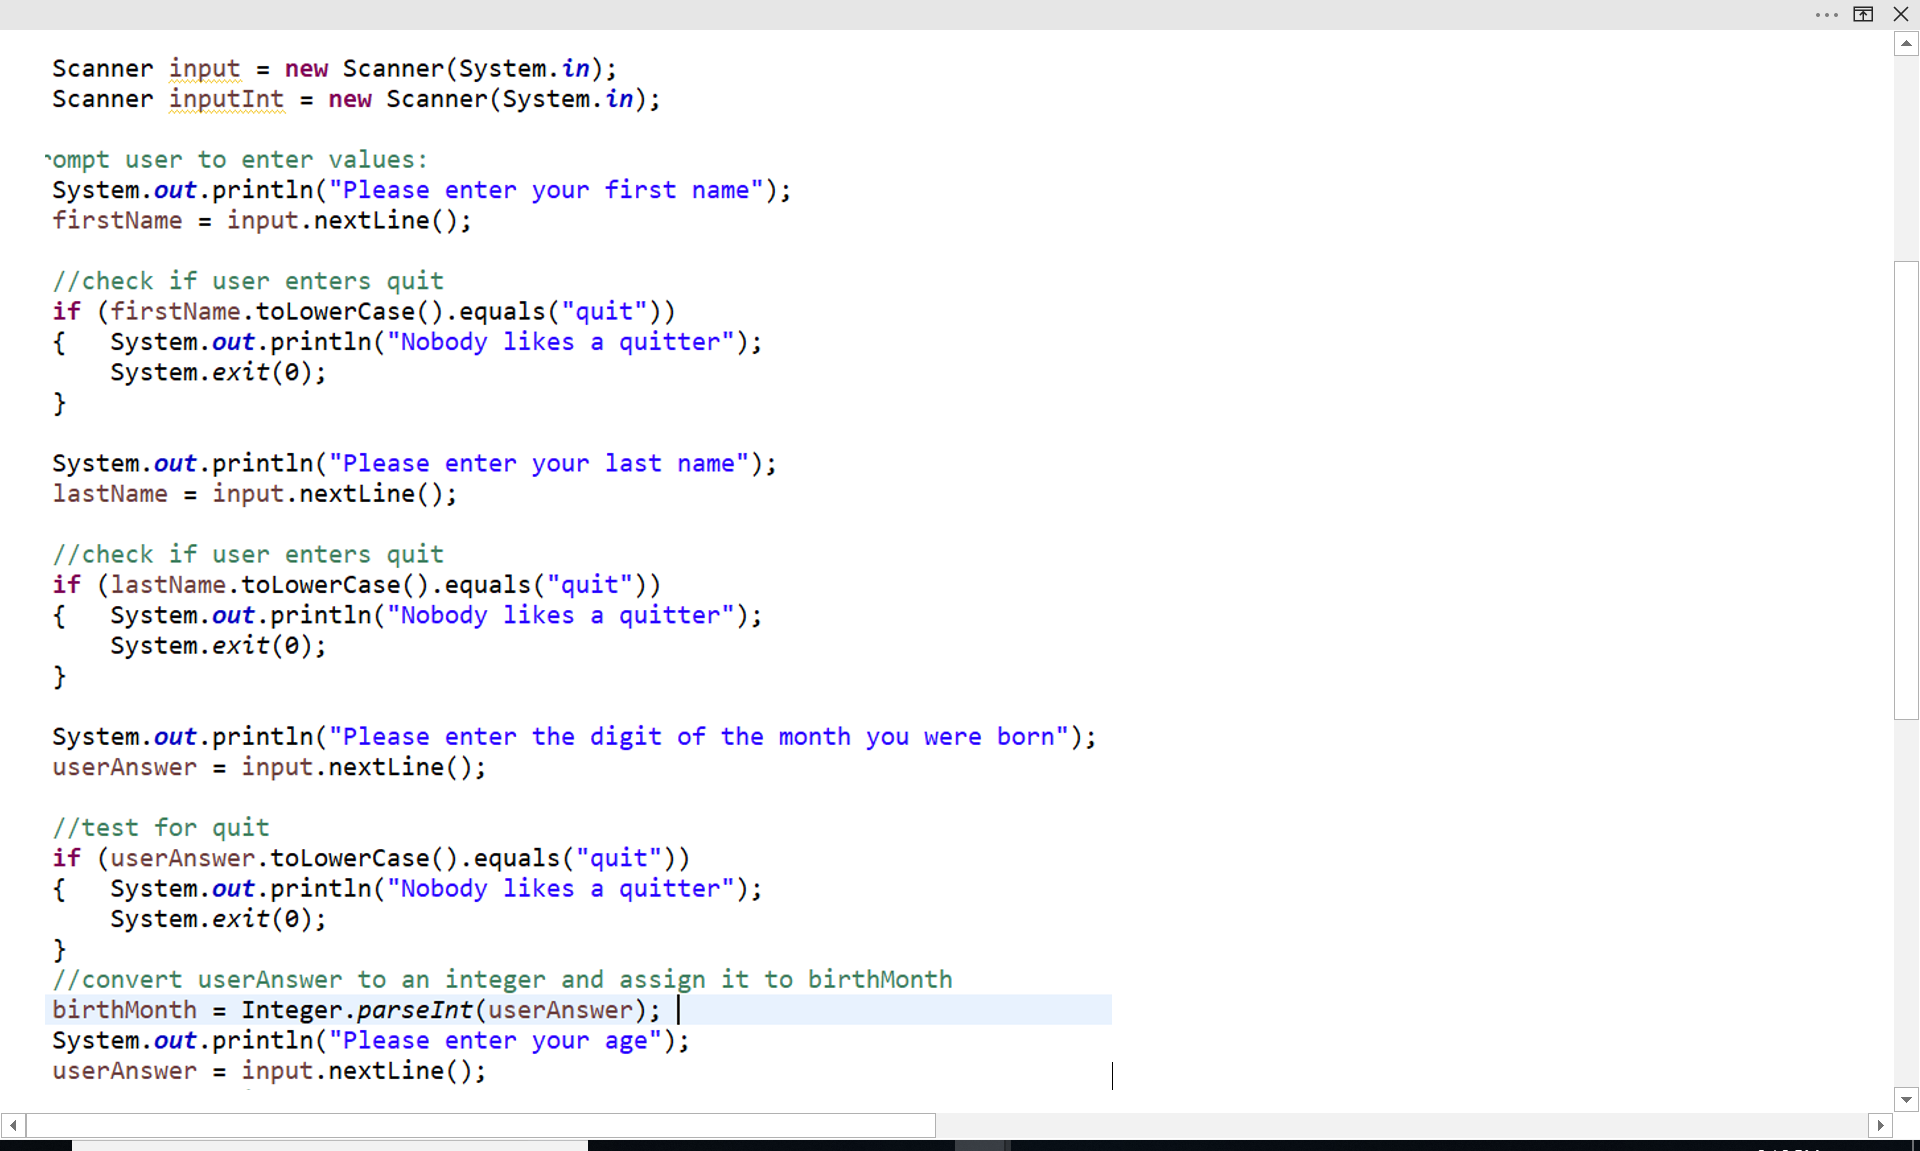 Scanner input = new Scanner(System.in);
Scanner inputInt = new Scanner(System.in);
ompt user to enter values:
System.out.println("Please enter your first name");
firstName = input.nextLine();
//check if user enters quit
if (firstName.toLowerCase().equals("quit"))
{   System.out.println("Nobody likes a quitter");
    System.exit(0);
}
System.out.println("Please enter your last name");
lastName = input.nextLine();
//check if user enters quit
if (lastName.toLowerCase().equals("quit"))
{   System.out.println("Nobody likes a quitter");
    System.exit(0);
}
System.out.println("Please enter the digit of the month you were born");
userAnswer = input.nextLine();
//test for quit
if (userAnswer.toLowerCase().equals("quit"))
{   System.out.println("Nobody likes a quitter");
    System.exit(0);
}
//convert userAnswer to an integer and assign it to birthMonth
birthMonth = Integer.parseInt(userAnswer);
System.out.println("Please enter your age");
userAnswer = input.nextLine();